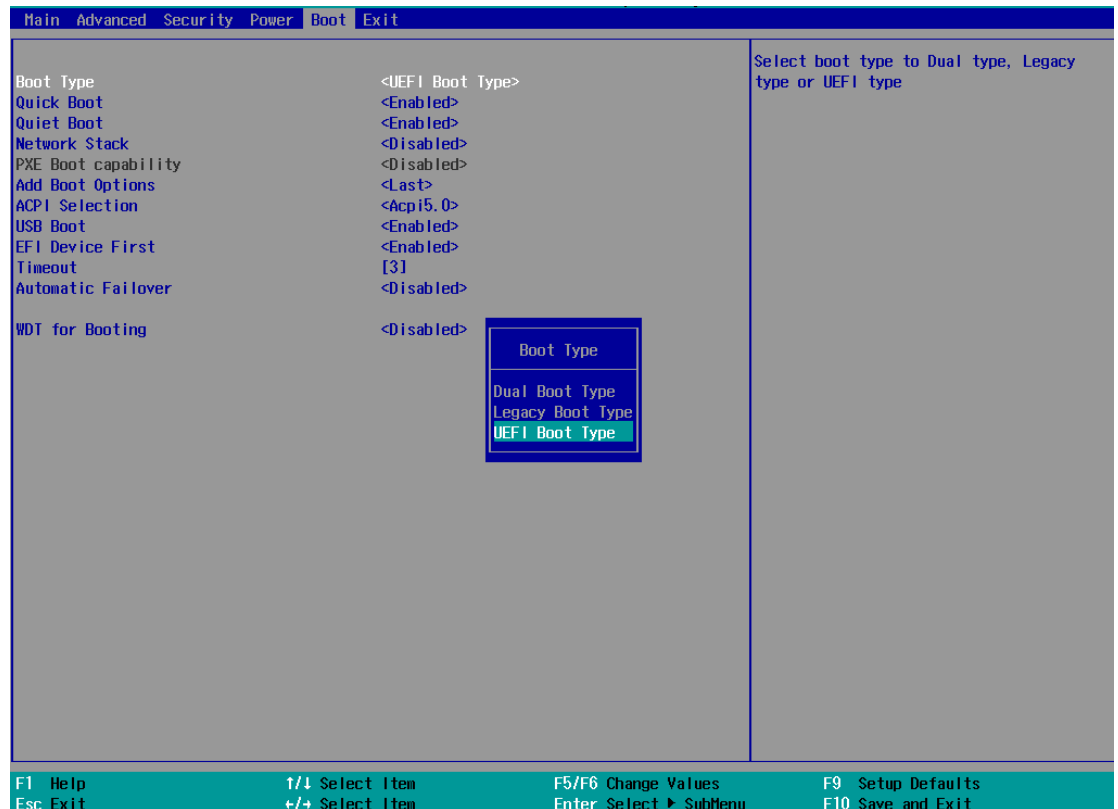 Main Advanced Security Power Boot Exit
Boot Type <UEFI Boot Type>
Quick Boot <Enabled>
Quiet Boot <Enabled>
Network Stack <Disabled>
PXE Boot capability <Disabled>
Add Boot Options <Last>
ACPI Selection <Acpi5.0>
USB Boot <Enabled>
EFI Device First <Enabled>
Timeout [3]
Automatic Failover <Disabled>
WDT for Booting <Disabled>
Select boot type to Dual type, Legacy
type or UEFI type
Boot Type
Dual Boot Type
Legacy Boot Type
UEFI Boot Type
F1 Help ↑/↓ Select Item F5/F6 Change Values F9 Setup Defaults
Esc Exit ←/→ Select Item Enter Select ▶ SubMenu F10 Save and Exit